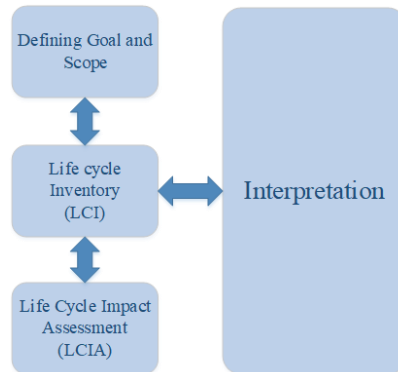 Defining Goal and
Scope
Life cycle
Inventory
(LCI)
Interpretation
Life Cycle Impact
Assessment
(LCIA)